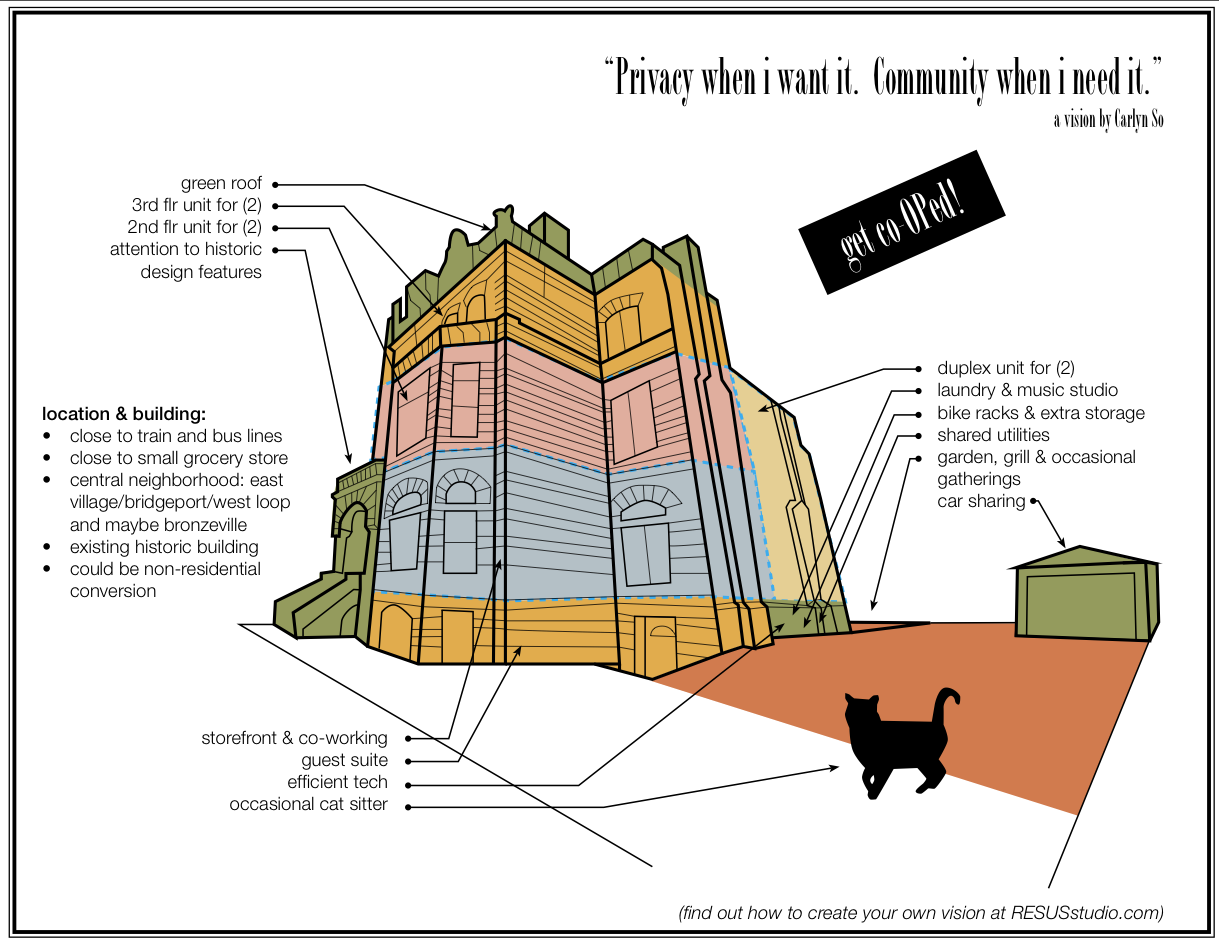 “Privacy when i want it. Community when i need it.”
a vision by Carlyn So
get co-OPed!
green roof
3rd flr unit for (2)
2nd flr unit for (2)
attention to historic
design features
location & building:
• close to train and bus lines
• close to small grocery store
• central neighborhood: east
village/bridgeport/west loop
and maybe bronzeville
• existing historic building
• could be non-residential
conversion
duplex unit for (2)
laundry & music studio
bike racks & extra storage
shared utilities
garden, grill & occasional
gatherings
car sharing
storefront & co-working
guest suite
efficient tech
occasional cat sitter
(find out how to create your own vision at RESUSstudio.com)